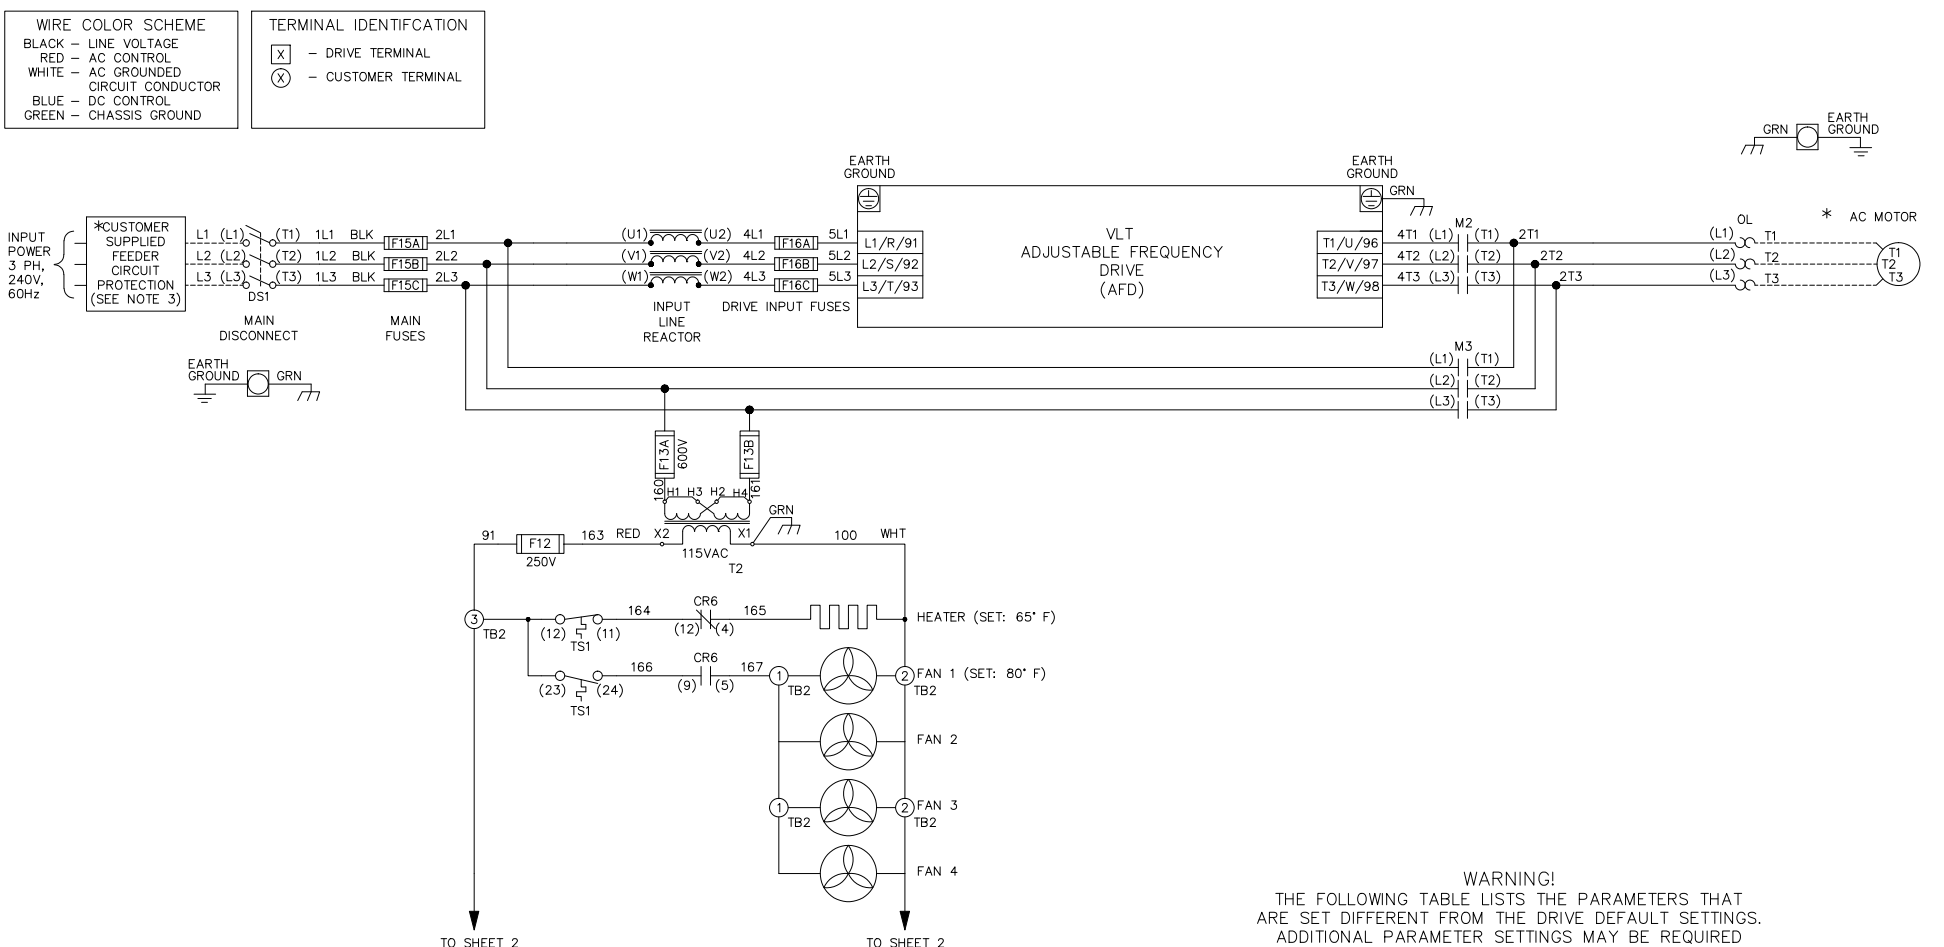 WIRE COLOR SCHEME
BLACK – LINE VOLTAGE
RED – AC CONTROL
WHITE – AC GROUNDED
CIRCUIT CONDUCTOR
BLUE – DC CONTROL
GREEN – CHASSIS GROUND
TERMINAL IDENTIFCATION
X – DRIVE TERMINAL
X – CUSTOMER TERMINAL
INPUT
POWER
3 PH,
240V,
60Hz
*CUSTOMER
SUPPLIED
FEEDER
CIRCUIT
PROTECTION
(SEE NOTE 3)
L1 (L1) (T1) 1L1 BLK F15A 2L1
L2 (L2) (T2) 1L2 BLK F15B 2L2
L3 (L3) (T3) 1L3 BLK F15C 2L3
DS1
MAIN
DISCONNECT
MAIN
FUSES
EARTH
GROUND
GRN
(U1) (U2) 4L1 F16A 5L1
(V1) (V2) 4L2 F16B 5L2
(W1) (W2) 4L3 F16C 5L3
INPUT
LINE
REACTOR
DRIVE INPUT FUSES
EARTH
GROUND
L1/R/91
L2/S/92
L3/T/93
VLT
ADJUSTABLE FREQUENCY
DRIVE
(AFD)
EARTH
GROUND
GRN
T1/U/96
T2/V/97
T3/W/98
M2
4T1 (L1) (T1) 2T1
4T2 (L2) (T2) 2T2
4T3 (L3) (T3) 2T3
M3
(L1) (T1)
(L2) (T2)
(L3) (T3)
GRN
EARTH
GROUND
OL
* AC MOTOR
(L1) T1
(L2) T2
(L3) T3
T1
T2
T3
F13A
600V
F13B
160
161
H1 H3 H2 H4
GRN
91 F12 163 RED X2 X1 100 WHT
250V
115VAC
T2
3
TB2
(12) (11) 164 CR6 165
TS1
(12) (4)
HEATER (SET: 65° F)
(23) (24) 166 CR6 167
TS1
(9) (5)
1
TB2
2
TB2
FAN 1 (SET: 80° F)
FAN 2
1
TB2
2
TB2
FAN 3
FAN 4
TO SHEET 2
TO SHEET 2
WARNING!
THE FOLLOWING TABLE LISTS THE PARAMETERS THAT
ARE SET DIFFERENT FROM THE DRIVE DEFAULT SETTINGS.
ADDITIONAL PARAMETER SETTINGS MAY BE REQUIRED